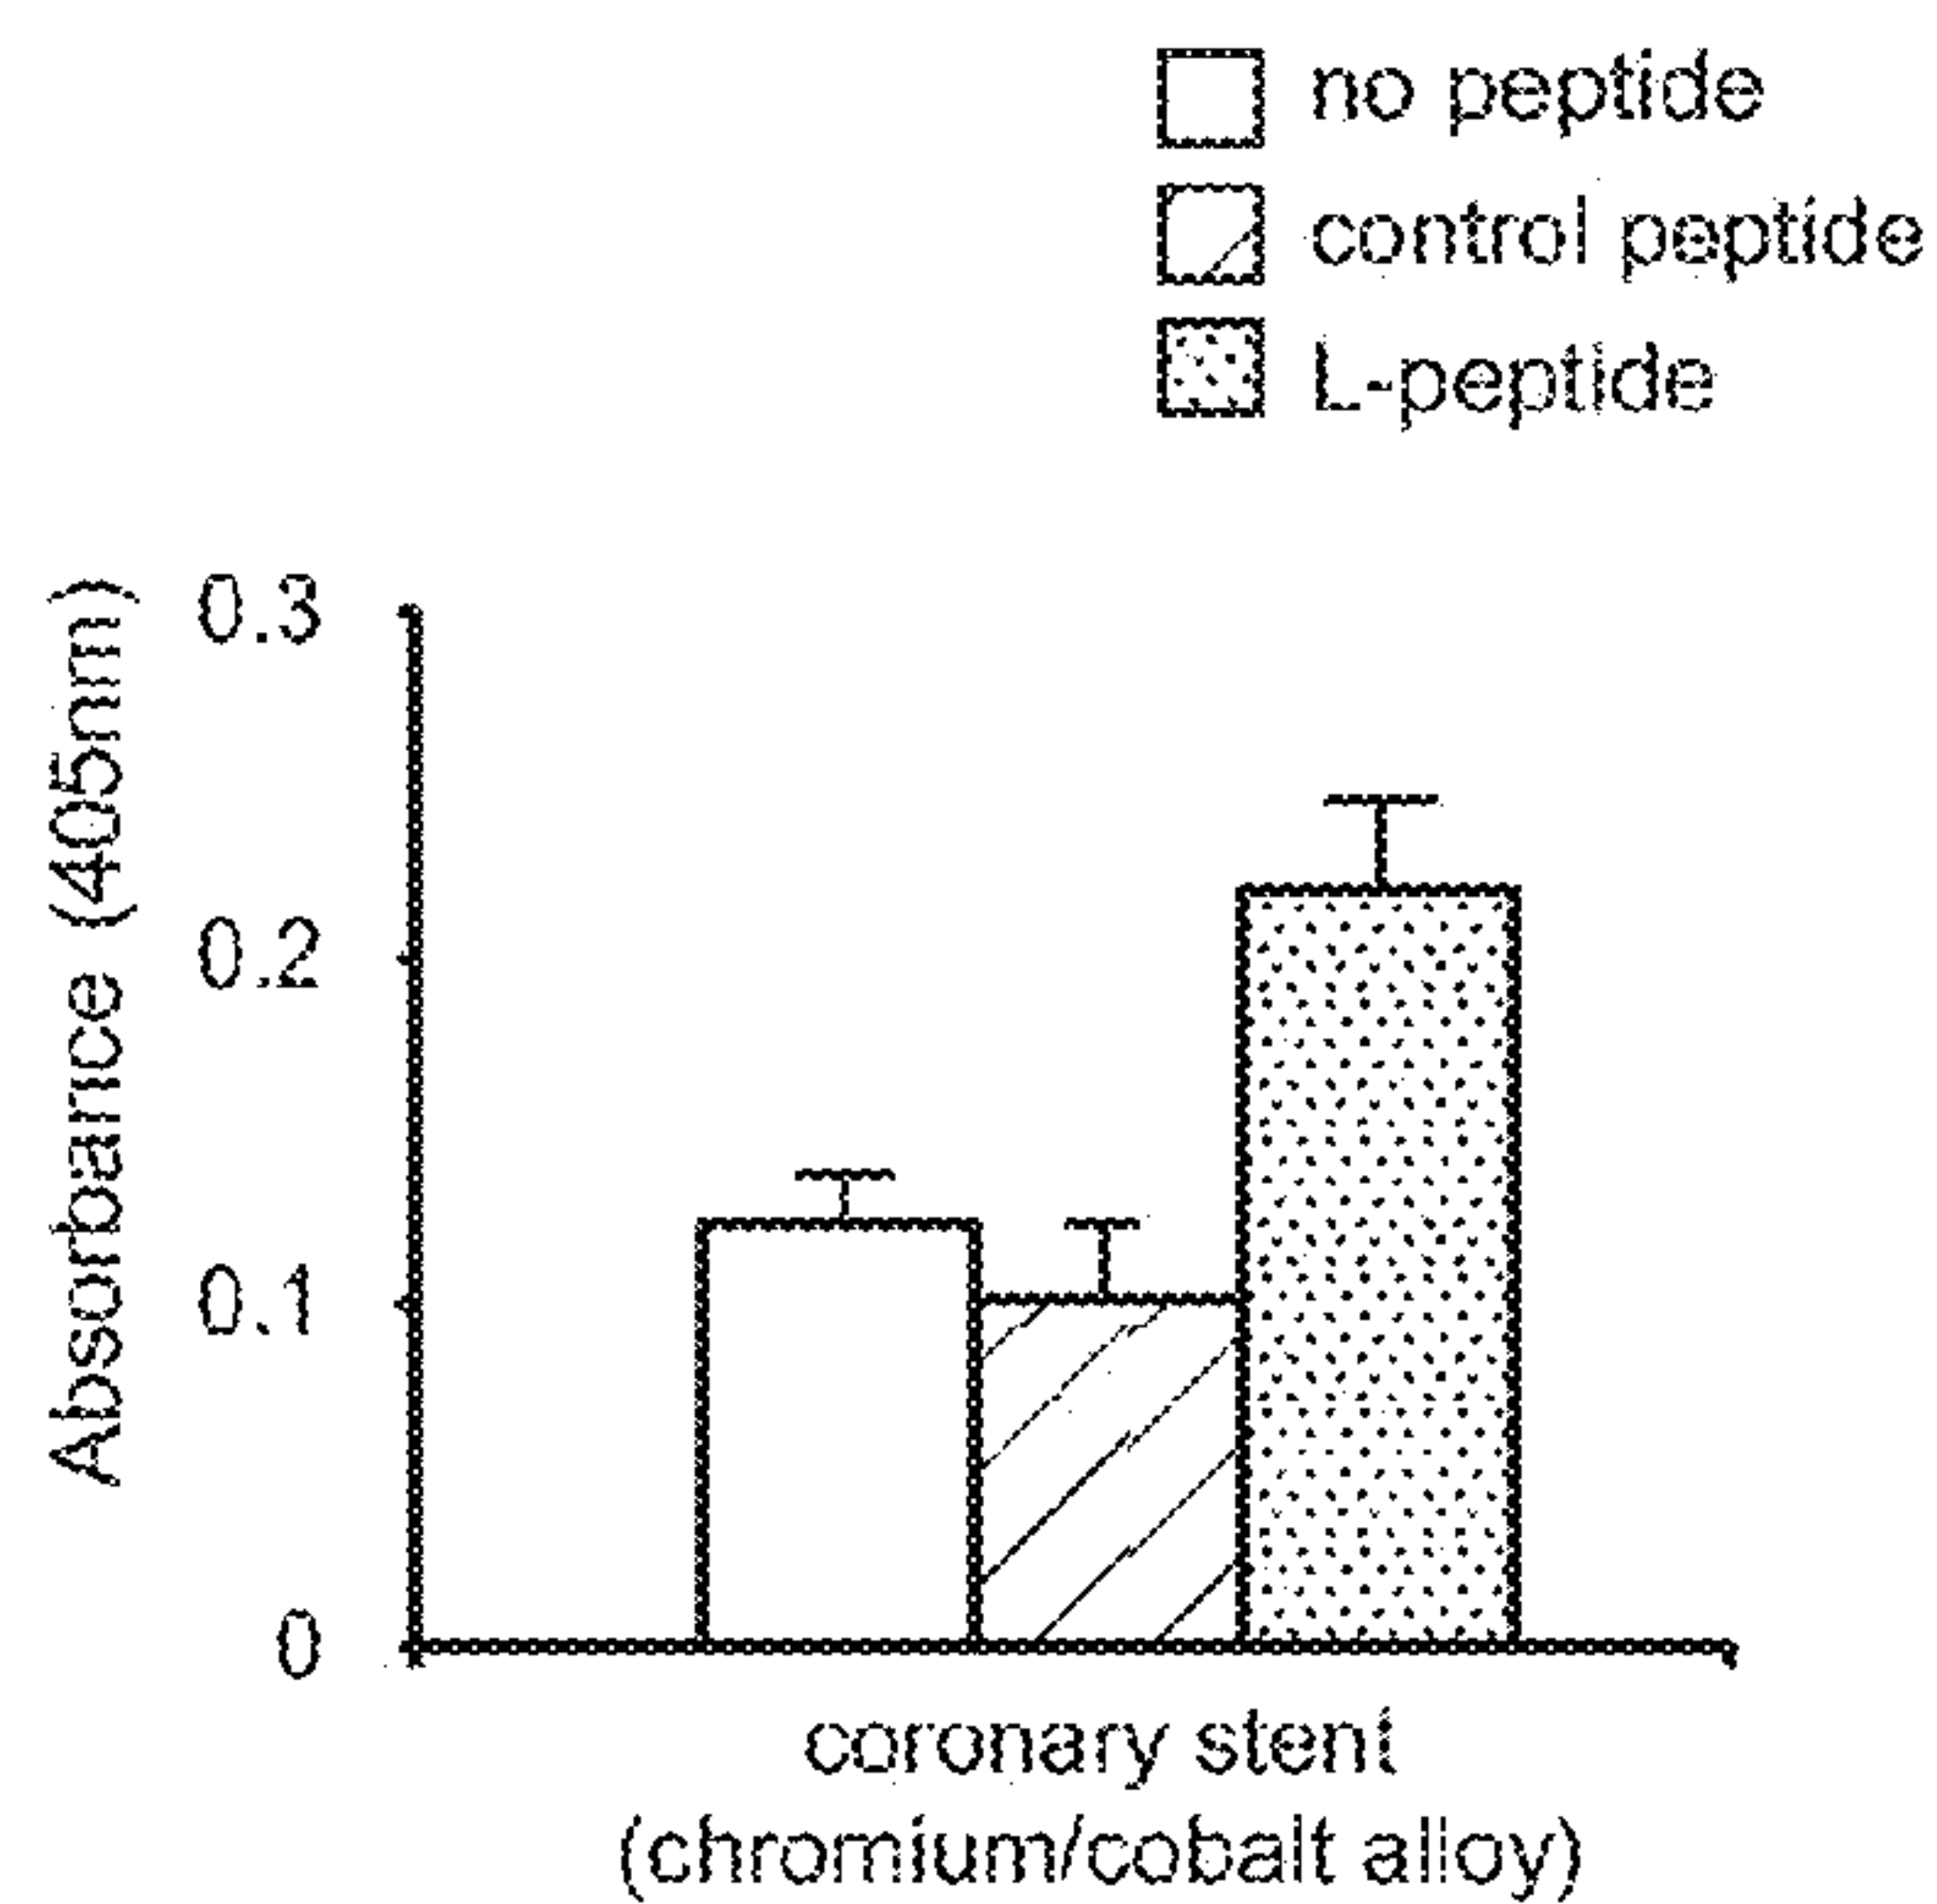 no peptide
control peptide
L-peptide
Absorbance (405nm)
0.3
0.2
0.1
0
coronary stent
(chromium/cobalt alloy)